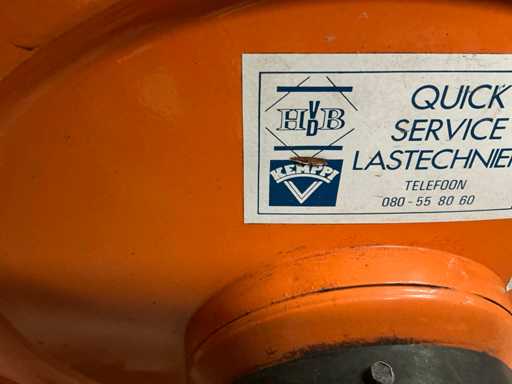 HVDB
KEMPPI
QUICK
SERVICE
LASTECHNIE
TELEFOON
080-55 80 60